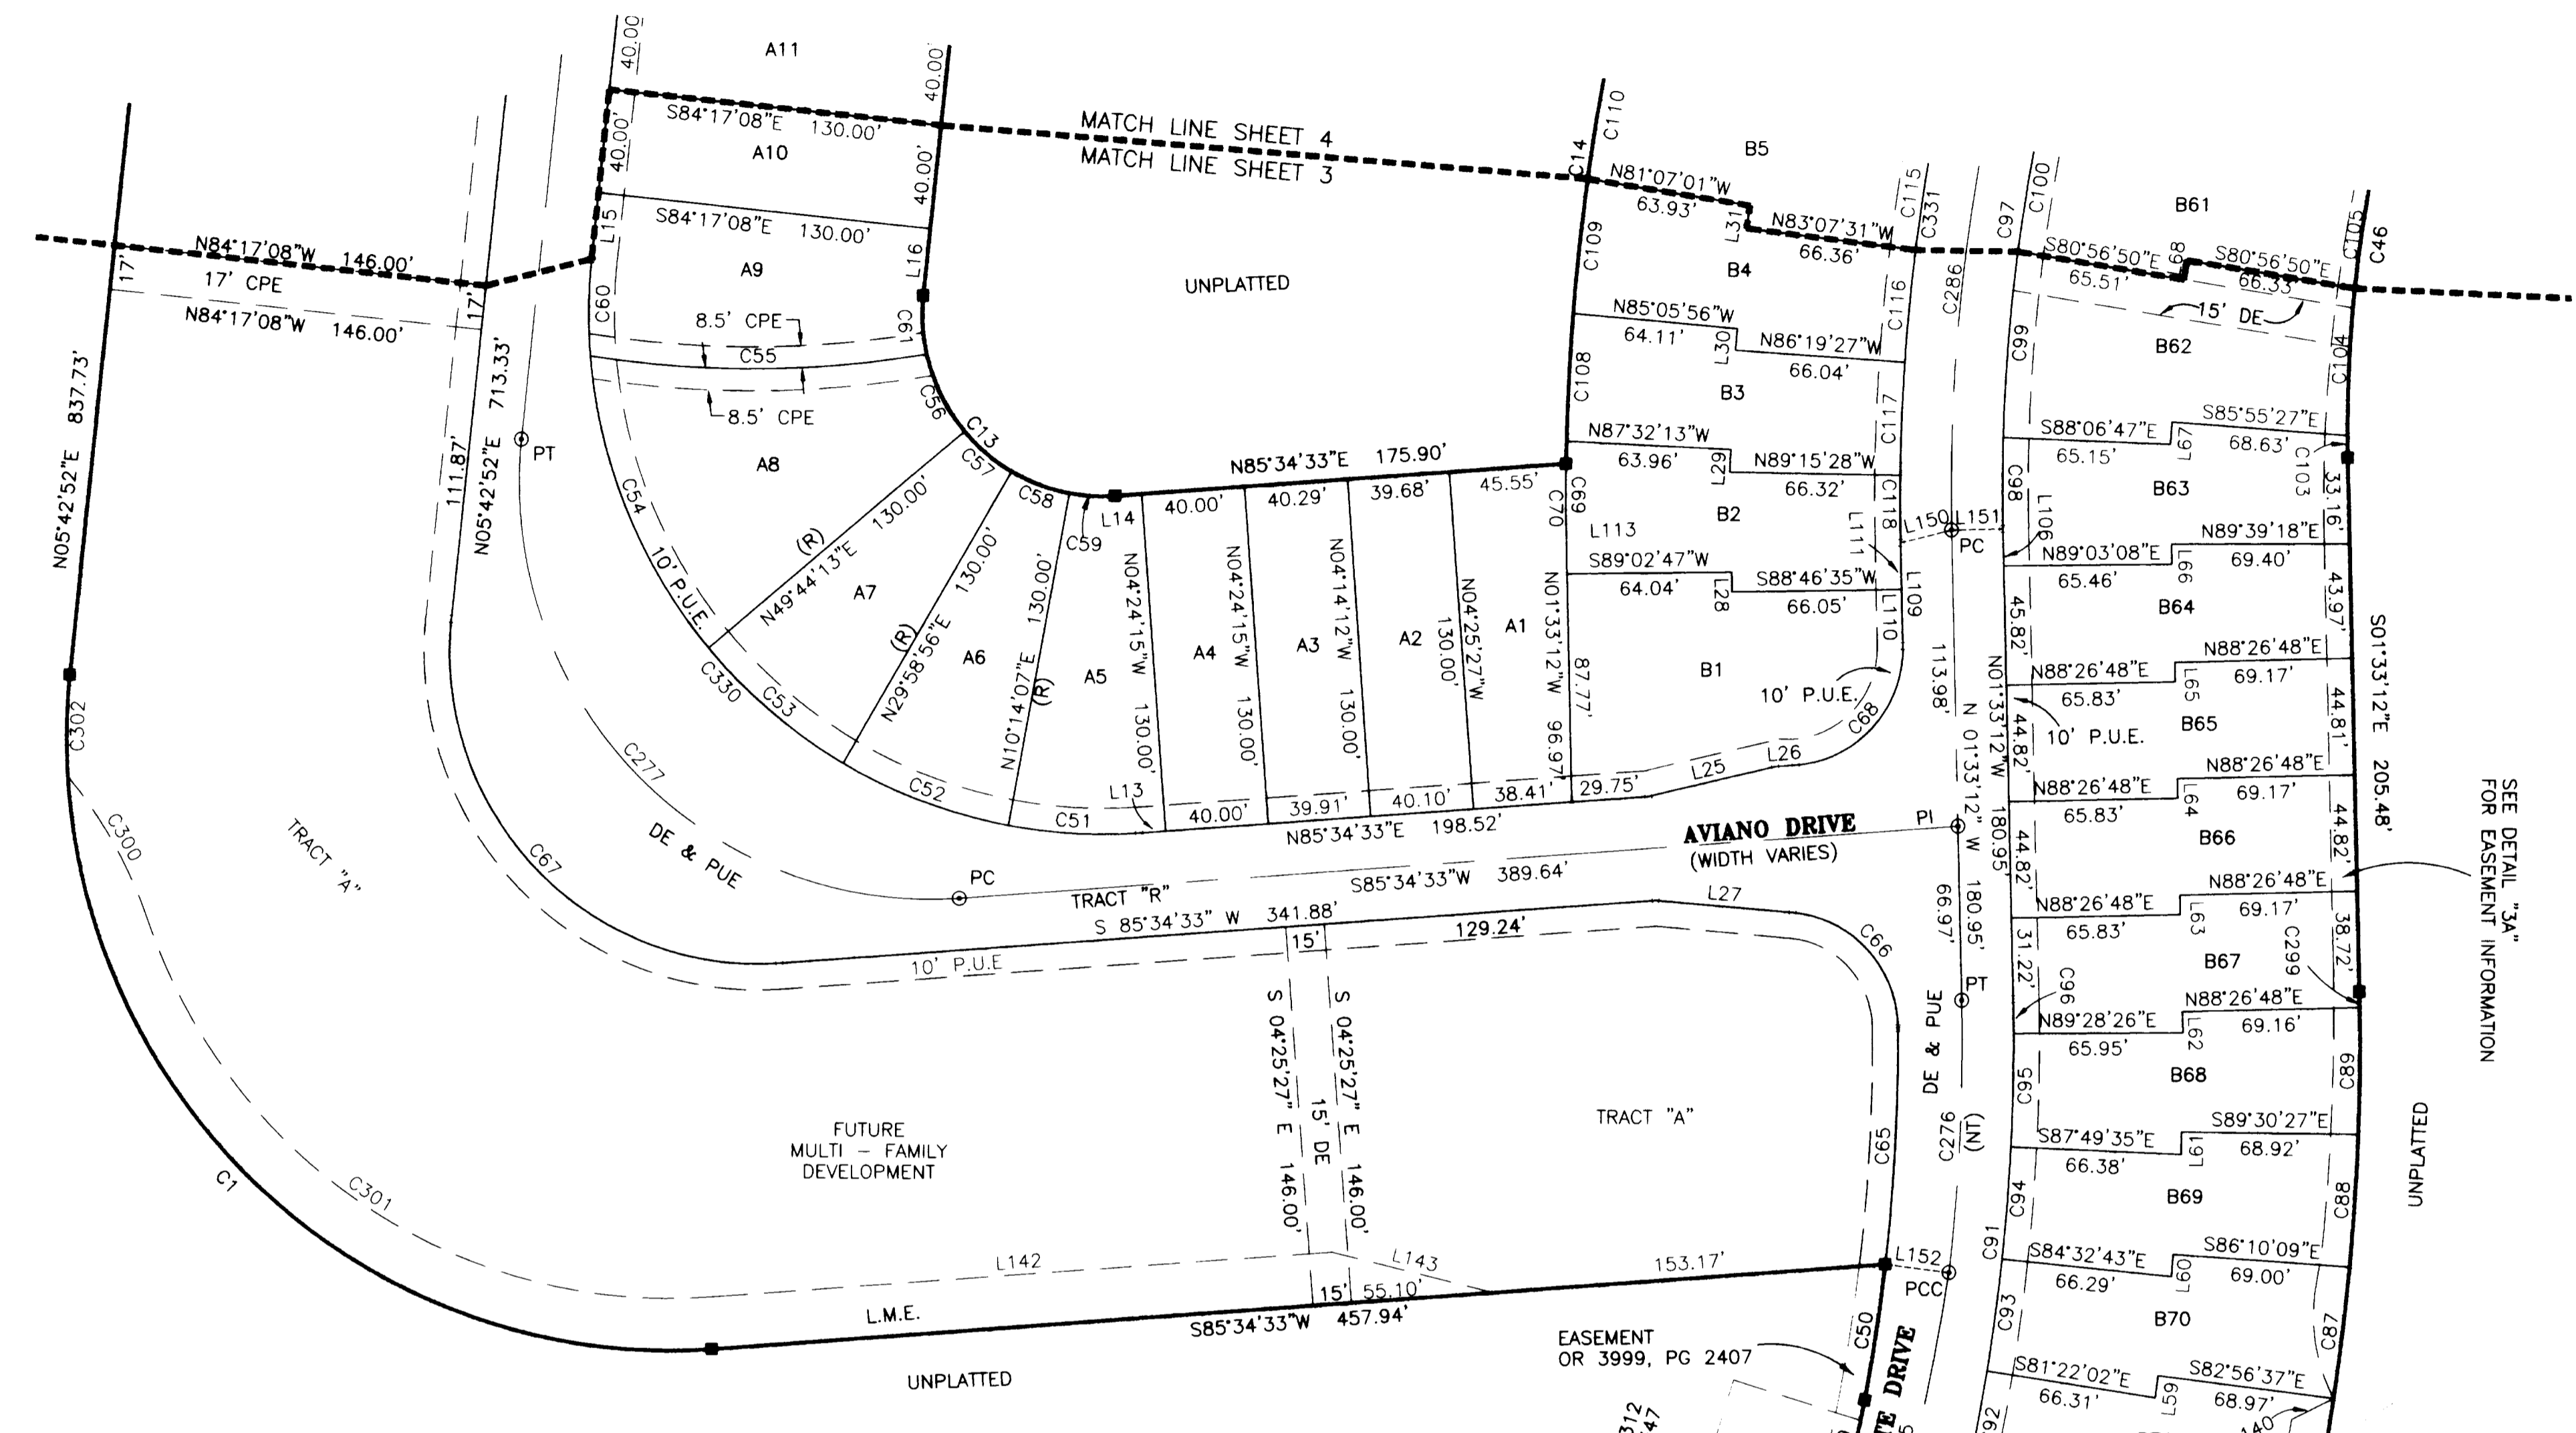 40.00'
A11
40.00'
S84°17'08"E 130.00'
40.00'
A10
40.00'
MATCH LINE SHEET 4
MATCH LINE SHEET 3
C14
C110
B5
N81°07'01"W
63.93'
L31
N83°07'31"W
66.36'
C115
C331
C97
C100
B61
S80°56'50"E
65.51'
L68
S80°56'50"E
66.33'
C105
C46
N84°17'08"W 146.00'
17' CPE
17'
17'
N84°17'08"W 146.00'
L15
S84°17'08"E 130.00'
A9
L16
UNPLATTED
C109
B4
C116
C286
15' DE
C99
B62
C104
C60
8.5' CPE
C55
C61
8.5' CPE
N85°05'56"W
64.11'
L30
N86°19'27"W
66.04'
C108
B3
C117
N05°42'52"E 837.73'
111.87'
N05°42'52"E 713.33'
PT
A8
C56
C13
C57
C58
C59
C54
10' P.U.E.
N85°34'33"E 175.90'
L14
40.00'
40.29'
39.68'
45.55'
C70
C69
N87°32'13"W
63.96'
L29
N89°15'28"W
66.32'
C118
B2
L113
L111
L150
L151
PC
C98
L106
S88°06'47"E
65.15'
L67
S85°55'27"E
68.63'
C103
33.16'
B63
N89°03'08"E
65.46'
L66
N89°39'18"E
69.40'
B64
43.97'
N49°44'13"E 130.00'
(R)
A7
N29°58'56"E 130.00'
(R)
A6
N10°14'07"E 130.00'
(R)
A5
N04°24'15"W 130.00'
A4
N04°24'15"W 130.00'
A3
N04°14'12"W 130.00'
A2
N04°25'27"W
130.00'
A1
N01°33'12"W 96.97'
87.77'
S89°02'47"W
64.04'
L28
S88°46'35"W
66.05'
L109
L110
B1
10' P.U.E.
C68
L26
L25
113.98'
N 01°33'12" W 180.95'
N01°33'12"W 180.95'
45.82'
N88°26'48"E
65.83'
L65
N88°26'48"E
69.17'
B65
10' P.U.E.
44.82'
44.81'
S01°33'12"E 205.48'
C302
C330
C53
C52
C51
L13
40.00'
39.91'
40.10'
38.41'
29.75'
N85°34'33"E 198.52'
C277
C300
TRACT "A"
C67
DE & PUE
PC
TRACT "R"
AVIANO DRIVE
(WIDTH VARIES)
PI
S85°34'33"W 389.64'
N88°26'48"E
65.83'
L64
N88°26'48"E
69.17'
B66
44.82'
44.82'
SEE DETAIL "3A"
FOR EASEMENT INFORMATION
S 85°34'33" W 341.88'
15'
129.24'
L27
10' P.U.E
C66
66.97'
PT
N88°26'48"E
65.83'
L63
N88°26'48"E
69.17'
B67
31.22'
38.72'
C299
C96
N89°28'26"E
65.95'
L62
N88°26'48"E
69.16'
B68
C95
C89
DE & PUE
C276
(NT)
S 04°25'27" E 146.00'
15' DE
S 04°25'27" E 146.00'
TRACT "A"
C65
FUTURE
MULTI – FAMILY
DEVELOPMENT
S87°49'35"E
66.38'
L91
S89°30'27"E
68.92'
B69
C94
C88
UNPLATTED
C1
C301
L142
L143
L.M.E.
15'
55.10'
153.17'
S85°34'33"W 457.94'
L152
PCC
C91
S84°32'43"E
66.29'
L60
S86°10'09"E
69.00'
B70
C93
C87
UNPLATTED
EASEMENT
OR 3999, PG 2407
C50
DRIVE
S81°22'02"E
66.31'
L59
S82°56'37"E
68.97'